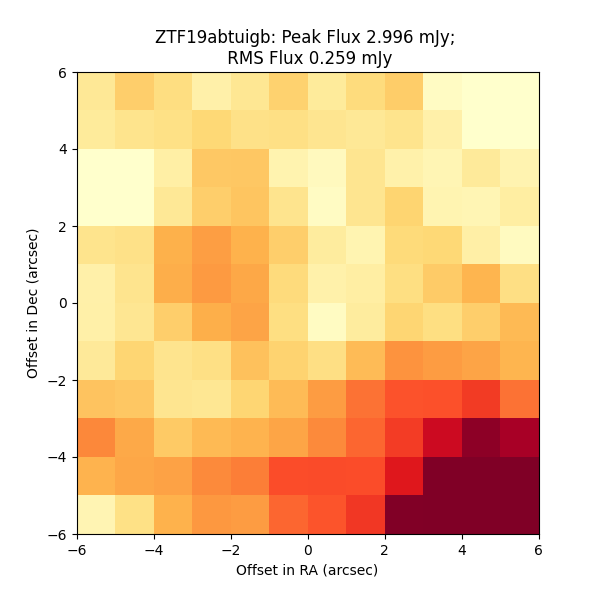 ZTF19abtuigb: Peak Flux 2.996 mJy;
RMS Flux 0.259 mJy
6
4
2
0
−2
−4
−6
Offset in Dec (arcsec)
−6 −4 −2 0 2 4 6
Offset in RA (arcsec)